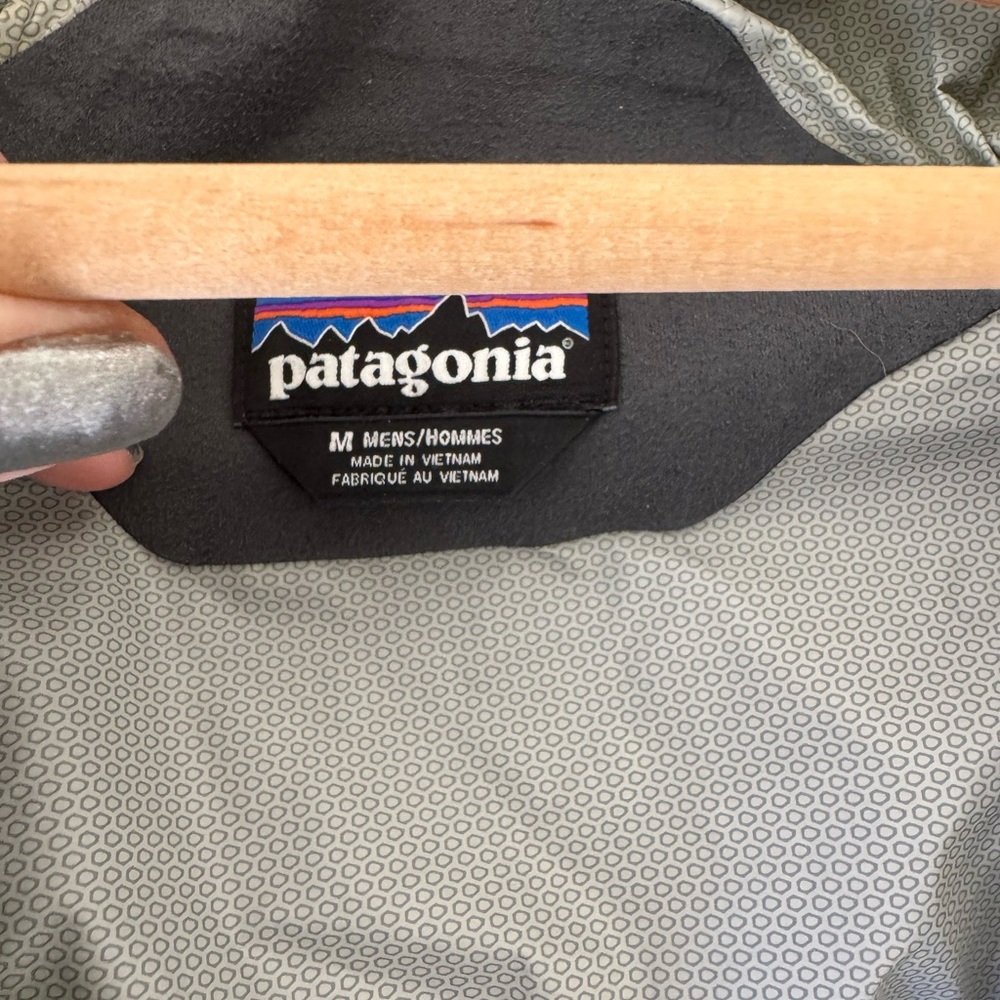 patagonia®
M MENS/HOMMES
MADE IN VIETNAM
FABRIQUÉ AU VIETNAM